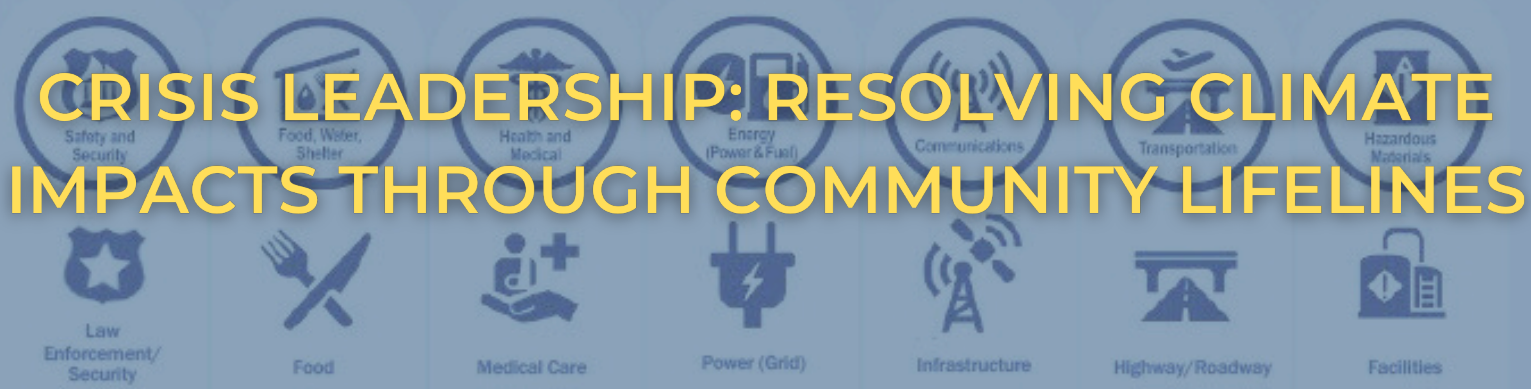 CRISIS LEADERSHIP: RESOLVING CLIMATE
IMPACTS THROUGH COMMUNITY LIFELINES
Safety and
Security
Food, Water,
Shelter
Health and
Medical
Energy
(Power & Fuel)
Communications
Transportation
Hazardous
Materials
Law
Enforcement/
Security
Food
Medical Care
Power (Grid)
Infrastructure
Highway/Roadway
Facilities